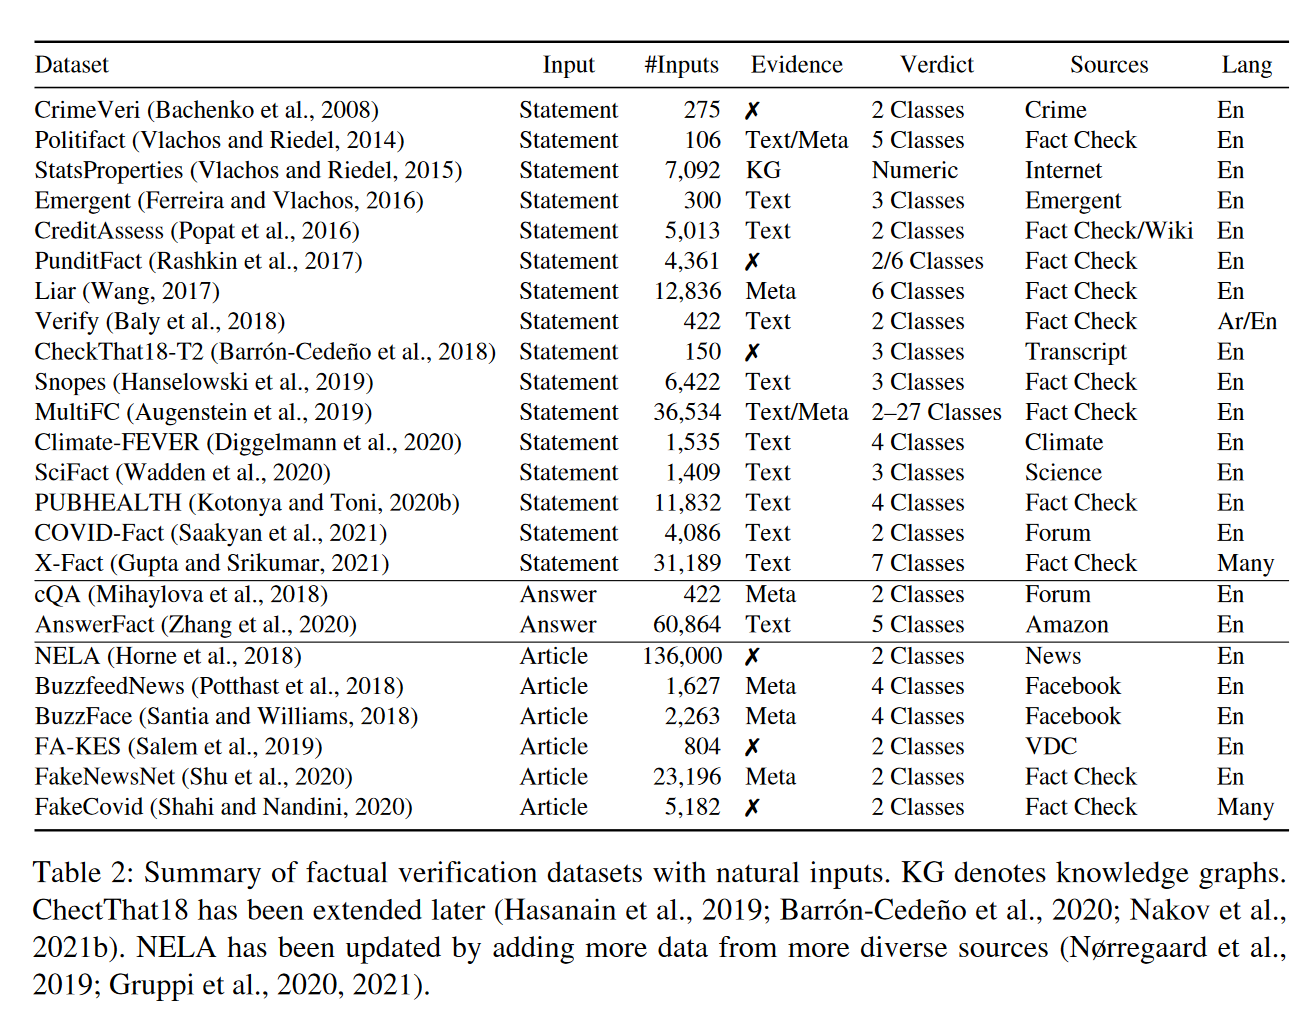 Dataset Input #Inputs Evidence Verdict Sources Lang
CrimeVeri (Bachenko et al., 2008) Statement 275 ✗ 2 Classes Crime En
Politifact (Vlachos and Riedel, 2014) Statement 106 Text/Meta 5 Classes Fact Check En
StatsProperties (Vlachos and Riedel, 2015) Statement 7,092 KG Numeric Internet En
Emergent (Ferreira and Vlachos, 2016) Statement 300 Text 3 Classes Emergent En
CreditAssess (Popat et al., 2016) Statement 5,013 Text 2 Classes Fact Check/Wiki En
PunditFact (Rashkin et al., 2017) Statement 4,361 ✗ 2/6 Classes Fact Check En
Liar (Wang, 2017) Statement 12,836 Meta 6 Classes Fact Check En
Verify (Baly et al., 2018) Statement 422 Text 2 Classes Fact Check Ar/En
CheckThat18-T2 (Barrón-Cedeño et al., 2018) Statement 150 ✗ 3 Classes Transcript En
Snopes (Hanselowski et al., 2019) Statement 6,422 Text 3 Classes Fact Check En
MultiFC (Augenstein et al., 2019) Statement 36,534 Text/Meta 2–27 Classes Fact Check En
Climate-FEVER (Diggelmann et al., 2020) Statement 1,535 Text 4 Classes Climate En
SciFact (Wadden et al., 2020) Statement 1,409 Text 3 Classes Science En
PUBHEALTH (Kotonya and Toni, 2020b) Statement 11,832 Text 4 Classes Fact Check En
COVID-Fact (Saakyan et al., 2021) Statement 4,086 Text 2 Classes Forum En
X-Fact (Gupta and Srikumar, 2021) Statement 31,189 Text 7 Classes Fact Check Many
cQA (Mihaylova et al., 2018) Answer 422 Meta 2 Classes Forum En
AnswerFact (Zhang et al., 2020) Answer 60,864 Text 5 Classes Amazon En
NELA (Horne et al., 2018) Article 136,000 ✗ 2 Classes News En
BuzzfeedNews (Potthast et al., 2018) Article 1,627 Meta 4 Classes Facebook En
BuzzFace (Santia and Williams, 2018) Article 2,263 Meta 4 Classes Facebook En
FA-KES (Salem et al., 2019) Article 804 ✗ 2 Classes VDC En
FakeNewsNet (Shu et al., 2020) Article 23,196 Meta 2 Classes Fact Check En
FakeCovid (Shahi and Nandini, 2020) Article 5,182 ✗ 2 Classes Fact Check Many
Table 2: Summary of factual verification datasets with natural inputs. KG denotes knowledge graphs.
ChectThat18 has been extended later (Hasanain et al., 2019; Barrón-Cedeño et al., 2020; Nakov et al.,
2021b). NELA has been updated by adding more data from more diverse sources (Nørregaard et al.,
2019; Gruppi et al., 2020, 2021).